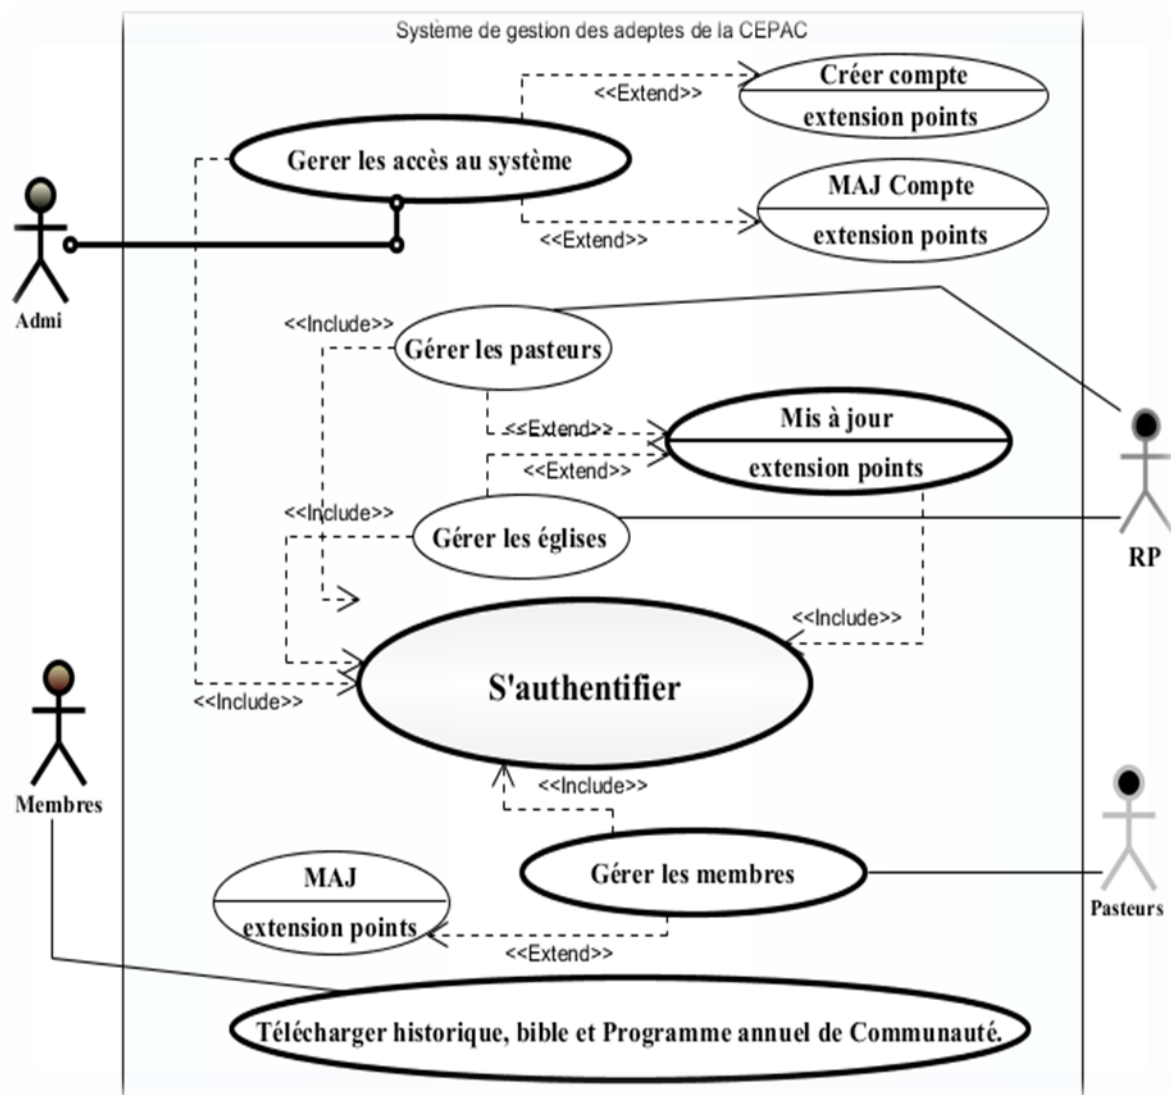 Système de gestion des adeptes de la CEPAC
Créer compte
<<Extend>>
extension points
Gerer les accès au système
MAJ Compte
<<Extend>>
extension points
Admi
<<Include>>
Gérer les pasteurs
Mis à jour
<<Extend>>
<<Extend>>
extension points
<<Include>>
Gérer les églises
RP
<<Include>>
S'authentifier
<<Include>>
<<Include>>
Membres
Gérer les membres
MAJ
Pasteurs
extension points
<<Extend>>
Télécharger historique, bible et Programme annuel de Communauté.